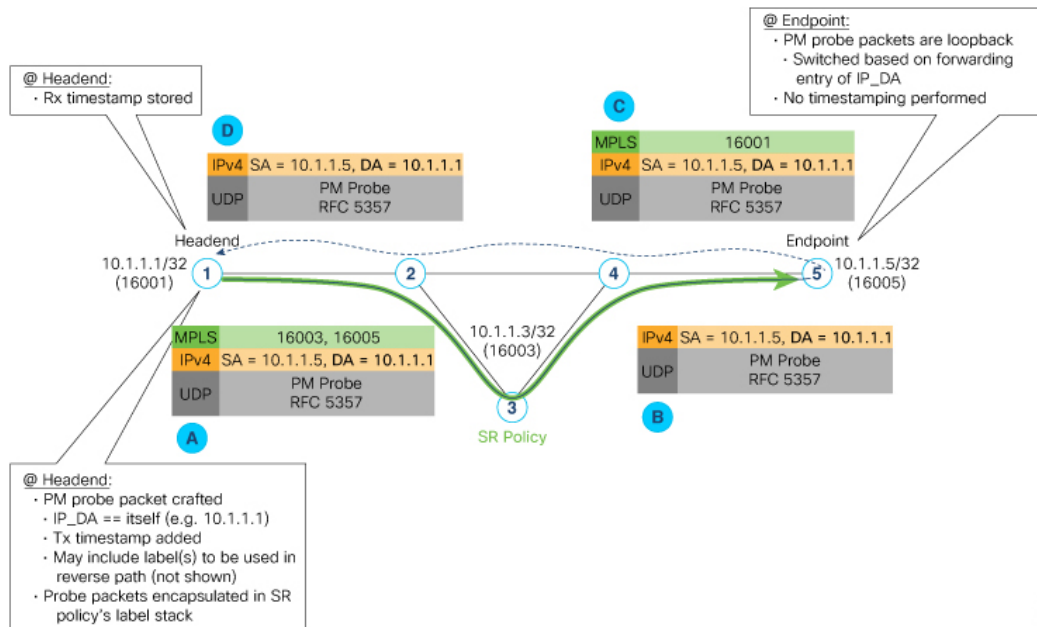 @ Endpoint:
· PM probe packets are loopback
· Switched based on forwarding
entry of IP_DA
· No timestamping performed
@ Headend:
· Rx timestamp stored
D
IPv4 SA = 10.1.1.5, DA = 10.1.1.1
UDP
PM Probe
RFC 5357
C
MPLS 16001
IPv4 SA = 10.1.1.5, DA = 10.1.1.1
UDP
PM Probe
RFC 5357
Headend
10.1.1.1/32
(16001)
1
2
4
Endpoint
5
10.1.1.5/32
(16005)
10.1.1.3/32
(16003)
3
SR Policy
MPLS 16003, 16005
IPv4 SA = 10.1.1.5, DA = 10.1.1.1
UDP
PM Probe
RFC 5357
A
IPv4 SA = 10.1.1.5, DA = 10.1.1.1
UDP
PM Probe
RFC 5357
B
@ Headend:
· PM probe packet crafted
· IP_DA == itself (e.g. 10.1.1.1)
· Tx timestamp added
· May include label(s) to be used in
reverse path (not shown)
· Probe packets encapsulated in SR
policy's label stack